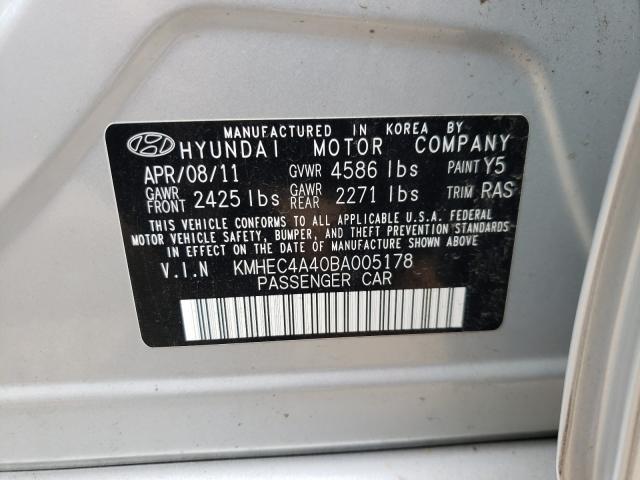 MANUFACTURED IN KOREA BY
HYUNDAI MOTOR COMPANY
APR/08/11 GVWR 4586 lbs PAINT Y5
GAWR FRONT 2425 lbs GAWR REAR 2271 lbs TRIM RAS
THIS VEHICLE CONFORMS TO ALL APPLICABLE U.S.A. FEDERAL
MOTOR VEHICLE SAFETY, BUMPER, AND THEFT PREVENTION STANDARDS
IN EFFECT ON THE DATE OF MANUFACTURE SHOWN ABOVE.
V.I.N KMHEC4A40BA005178
PASSENGER CAR